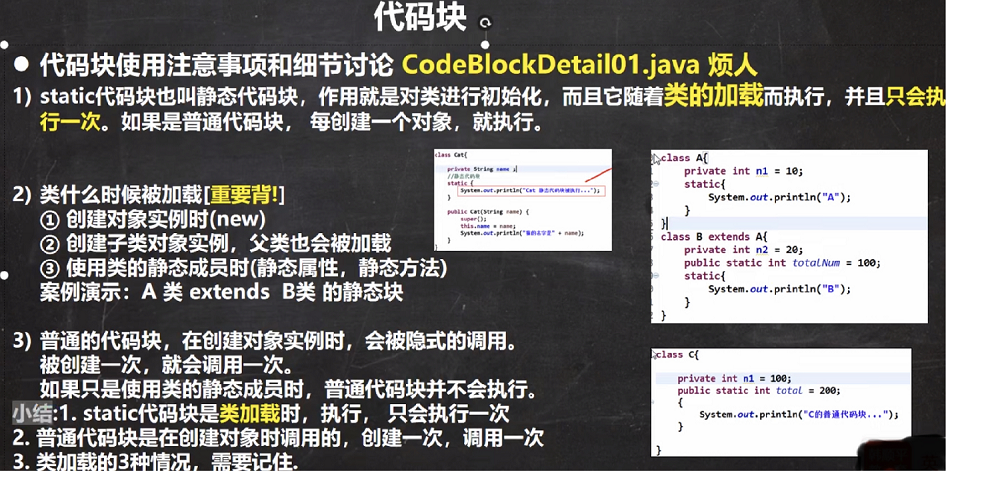 代码块
● 代码块使用注意事项和细节讨论 CodeBlockDetail01.java 烦人
1) static代码块也叫静态代码块，作用就是对类进行初始化，而且它随着类的加载而执行，并且只会执
行一次。如果是普通代码块， 每创建一个对象，就执行。
2) 类什么时候被加载[重要背!]
① 创建对象实例时(new)
② 创建子类对象实例，父类也会被加载
③ 使用类的静态成员时(静态属性，静态方法)
案例演示：A 类 extends B类 的静态块
3) 普通的代码块，在创建对象实例时，会被隐式的调用。
被创建一次，就会调用一次。
如果只是使用类的静态成员时，普通代码块并不会执行。
小结:1. static代码块是类加载时，执行， 只会执行一次
2. 普通代码块是在创建对象时调用的，创建一次，调用一次
3. 类加载的3种情况，需要记住.
class Cat{
private String name ;
//静态代码块
static {
System.out.println("Cat 静态代码块被执行...");
}
public Cat(String name) {
super();
this.name = name;
System.out.println("猫的名字是" + name);
}
}
class A{
private int n1 = 10;
static{
System.out.println("A");
}
}
class B extends A{
private int n2 = 20;
public static int totalNum = 100;
static{
System.out.println("B");
}
}
class C{
private int n1 = 100;
public static int total = 200;
{
System.out.println("C的普通代码块...");
}
}